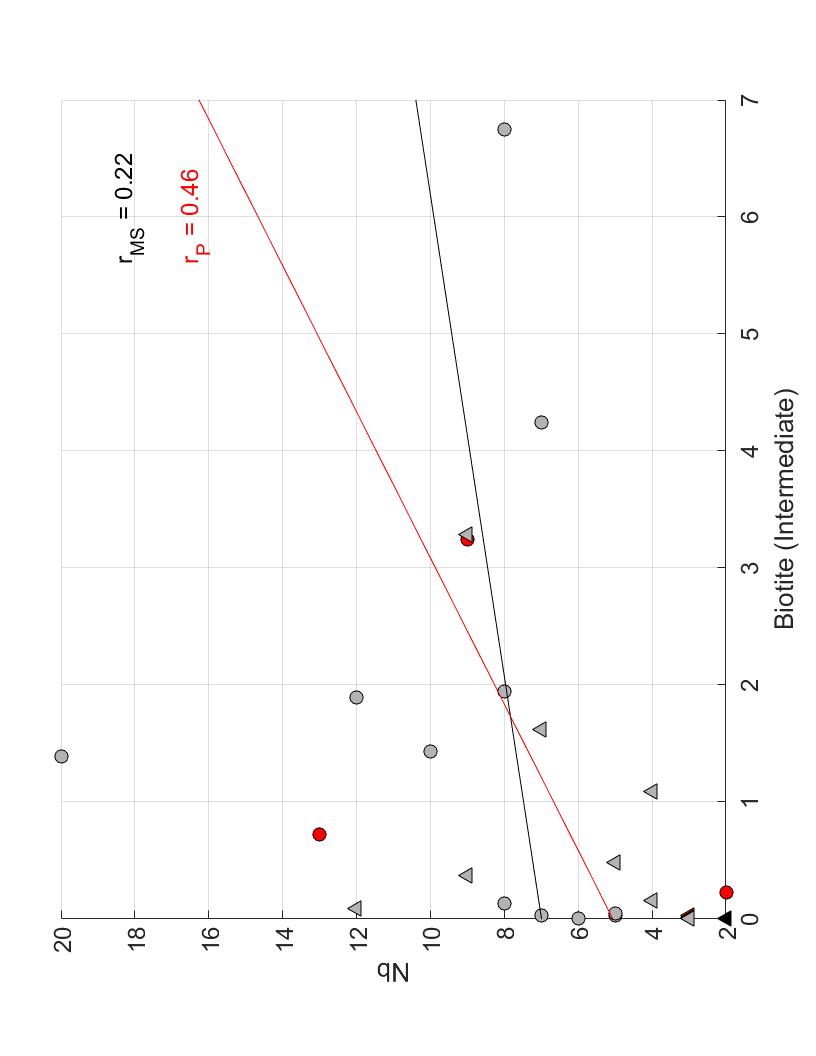 20
18
16
14
12
10
8
6
4
2
Nb
r_MS = 0.22
r_P = 0.46
0 1 2 3 4 5 6 7
Biotite (Intermediate)